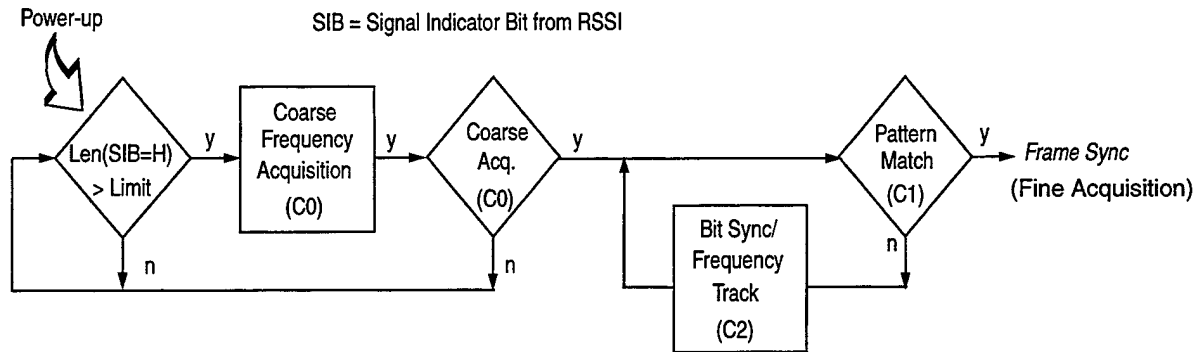 Power-up
SIB = Signal Indicator Bit from RSSI
Len(SIB=H)
> Limit
y
n
Coarse
Frequency
Acquisition
(C0)
y
Coarse
Acq.
(C0)
y
n
Bit Sync/
Frequency
Track
(C2)
Pattern
Match
(C1)
y
n
Frame Sync
(Fine Acquisition)